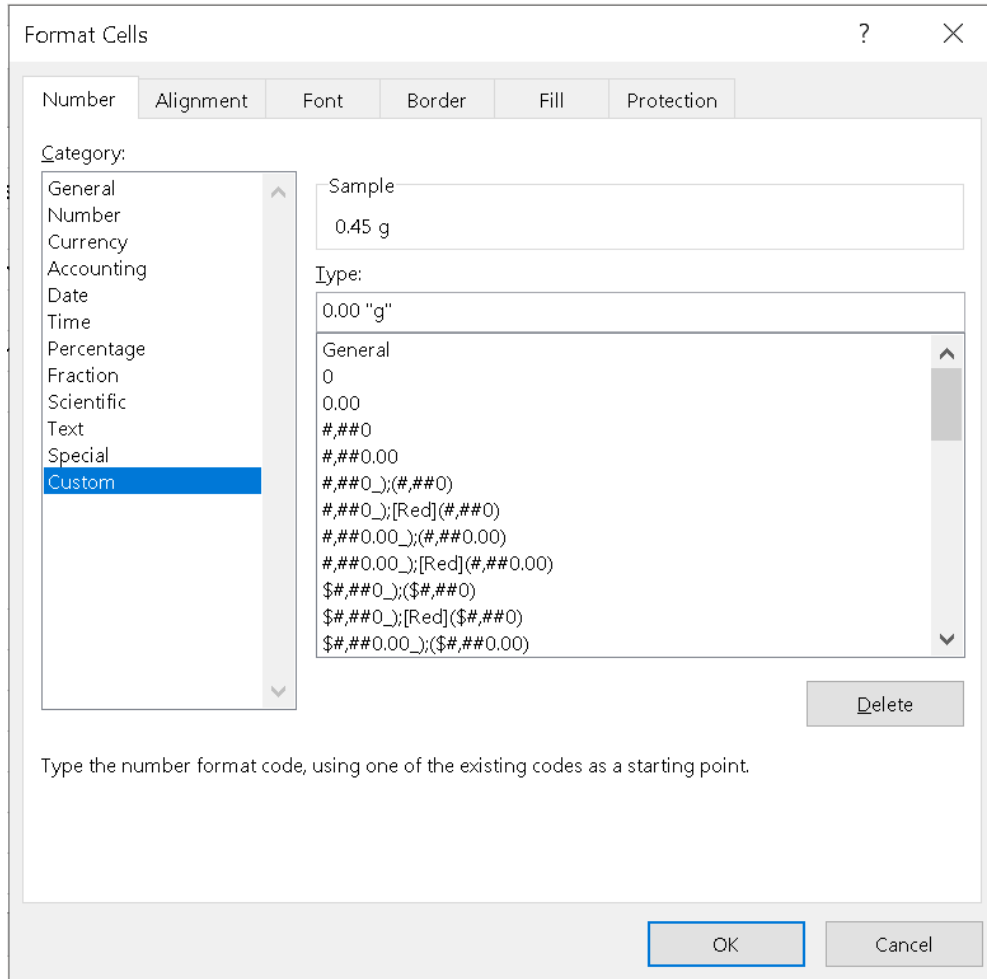 Format Cells
?
Number Alignment Font Border Fill Protection
Category:
General
Number
Currency
Accounting
Date
Time
Percentage
Fraction
Scientific
Text
Special
Custom
Sample
0.45 g
Type:
0.00 "g"
General
0
0.00
#,##0
#,##0.00
#,##0_);(#,##0)
#,##0_);[Red](#,##0)
#,##0.00_);(#,##0.00)
#,##0.00_);[Red](#,##0.00)
$#,##0_);($#,##0)
$#,##0_);[Red]($#,##0)
$#,##0.00_);($#,##0.00)
Delete
Type the number format code, using one of the existing codes as a starting point.
OK Cancel